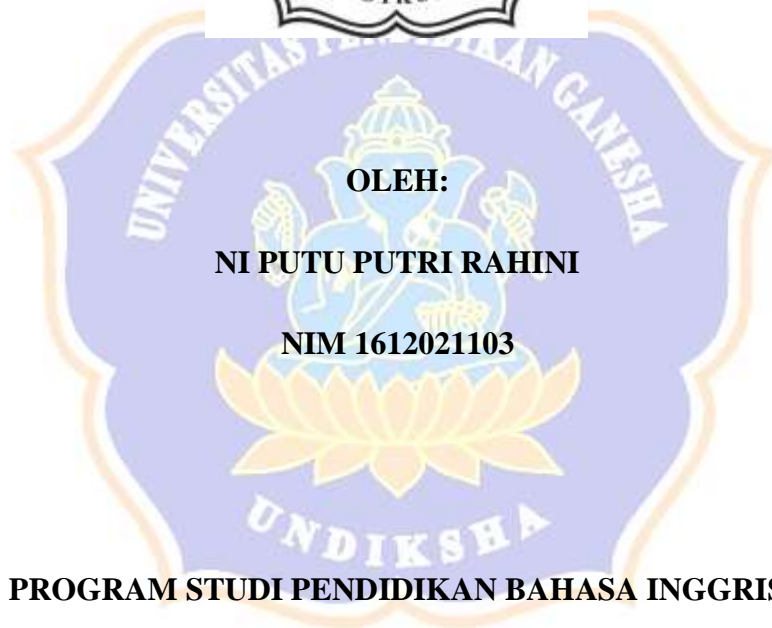 UNIVERSITAS PENDIDIKAN GANESHA
OLEH:
NI PUTU PUTRI RAHINI
NIM 1612021103
UNDIKSHA
PROGRAM STUDI PENDIDIKAN BAHASA INGGRIS